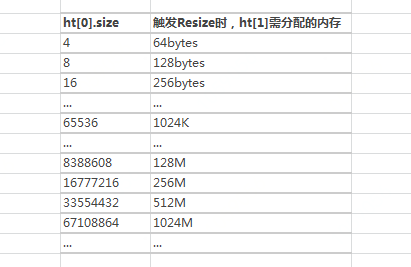 ht[0].size 触发Resize时，ht[1]需分配的内存
4 64bytes
8 128bytes
16 256bytes
... ...
65536 1024K
... ...
8388608 128M
16777216 256M
33554432 512M
67108864 1024M
... ...